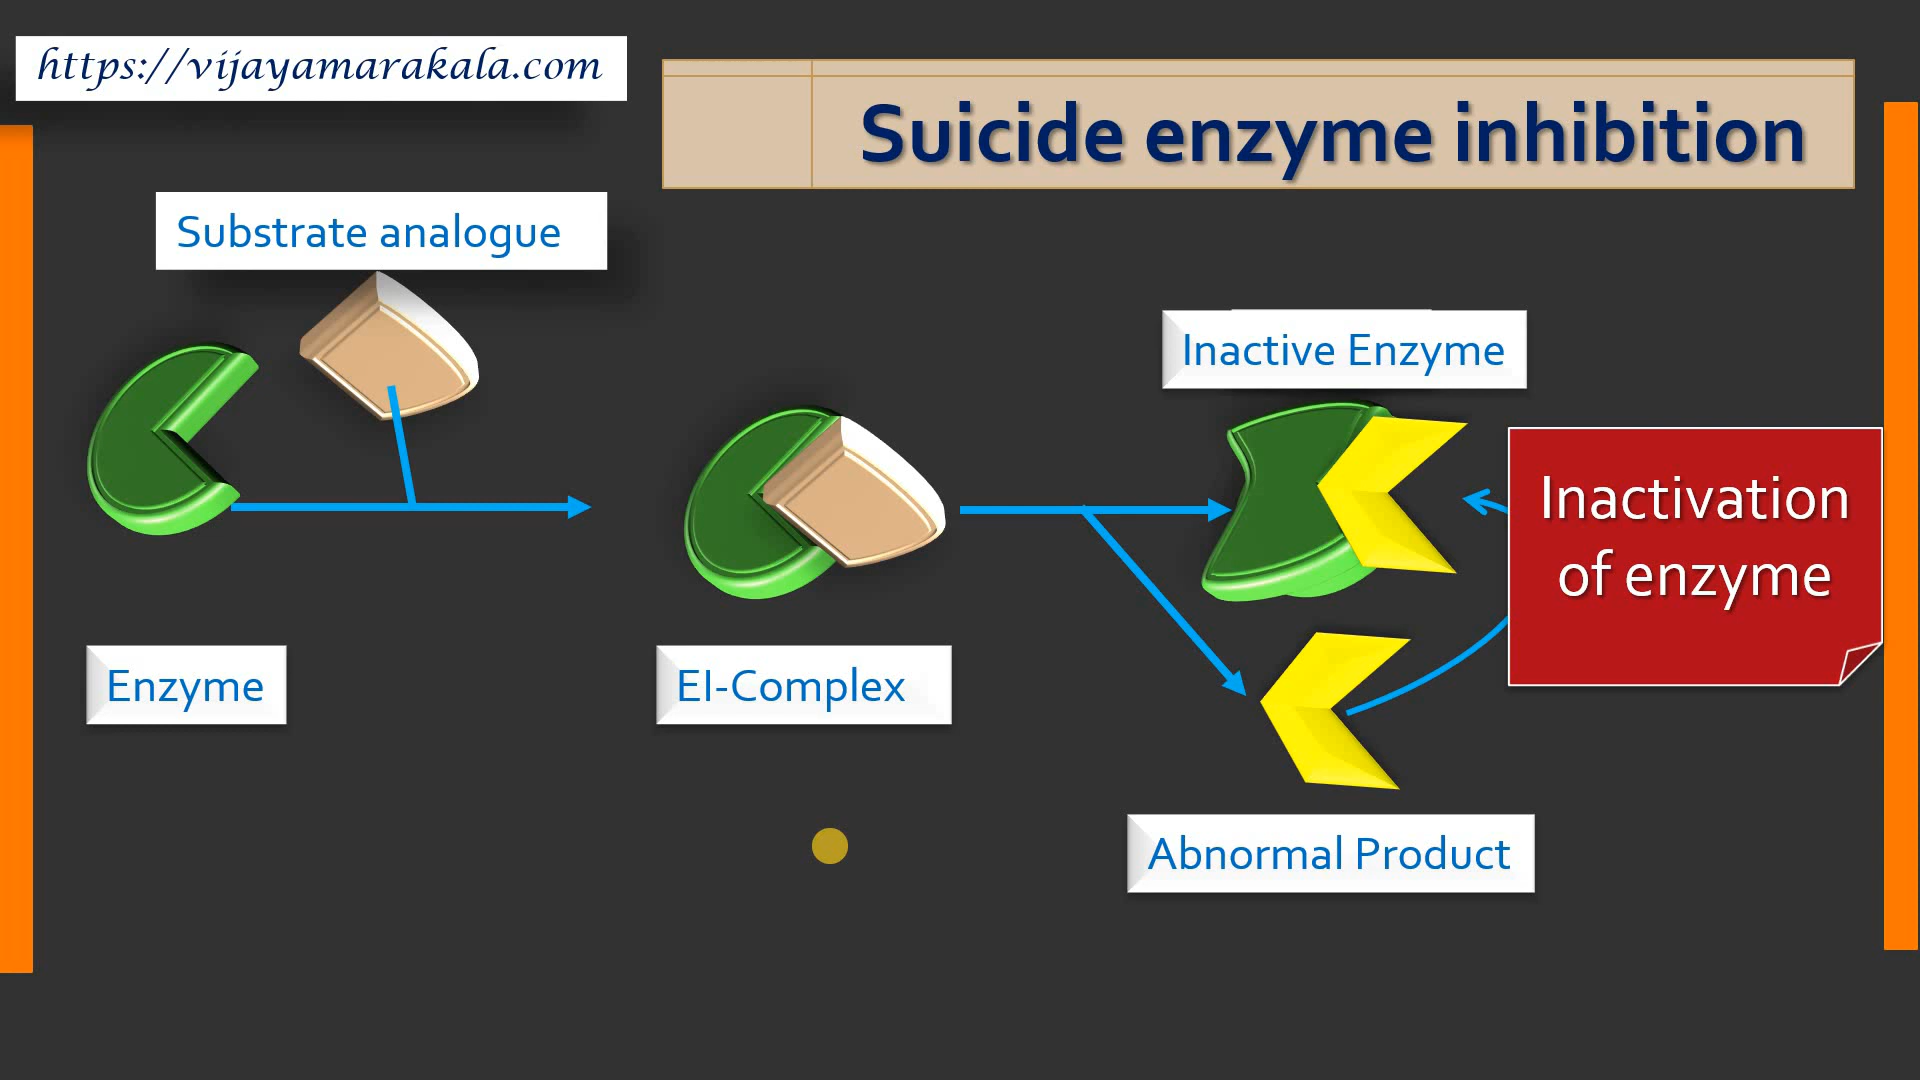 https://vijayamarakala.com
Suicide enzyme inhibition
Substrate analogue
Inactive Enzyme
Inactivation
of enzyme
Enzyme
EI-Complex
Abnormal Product